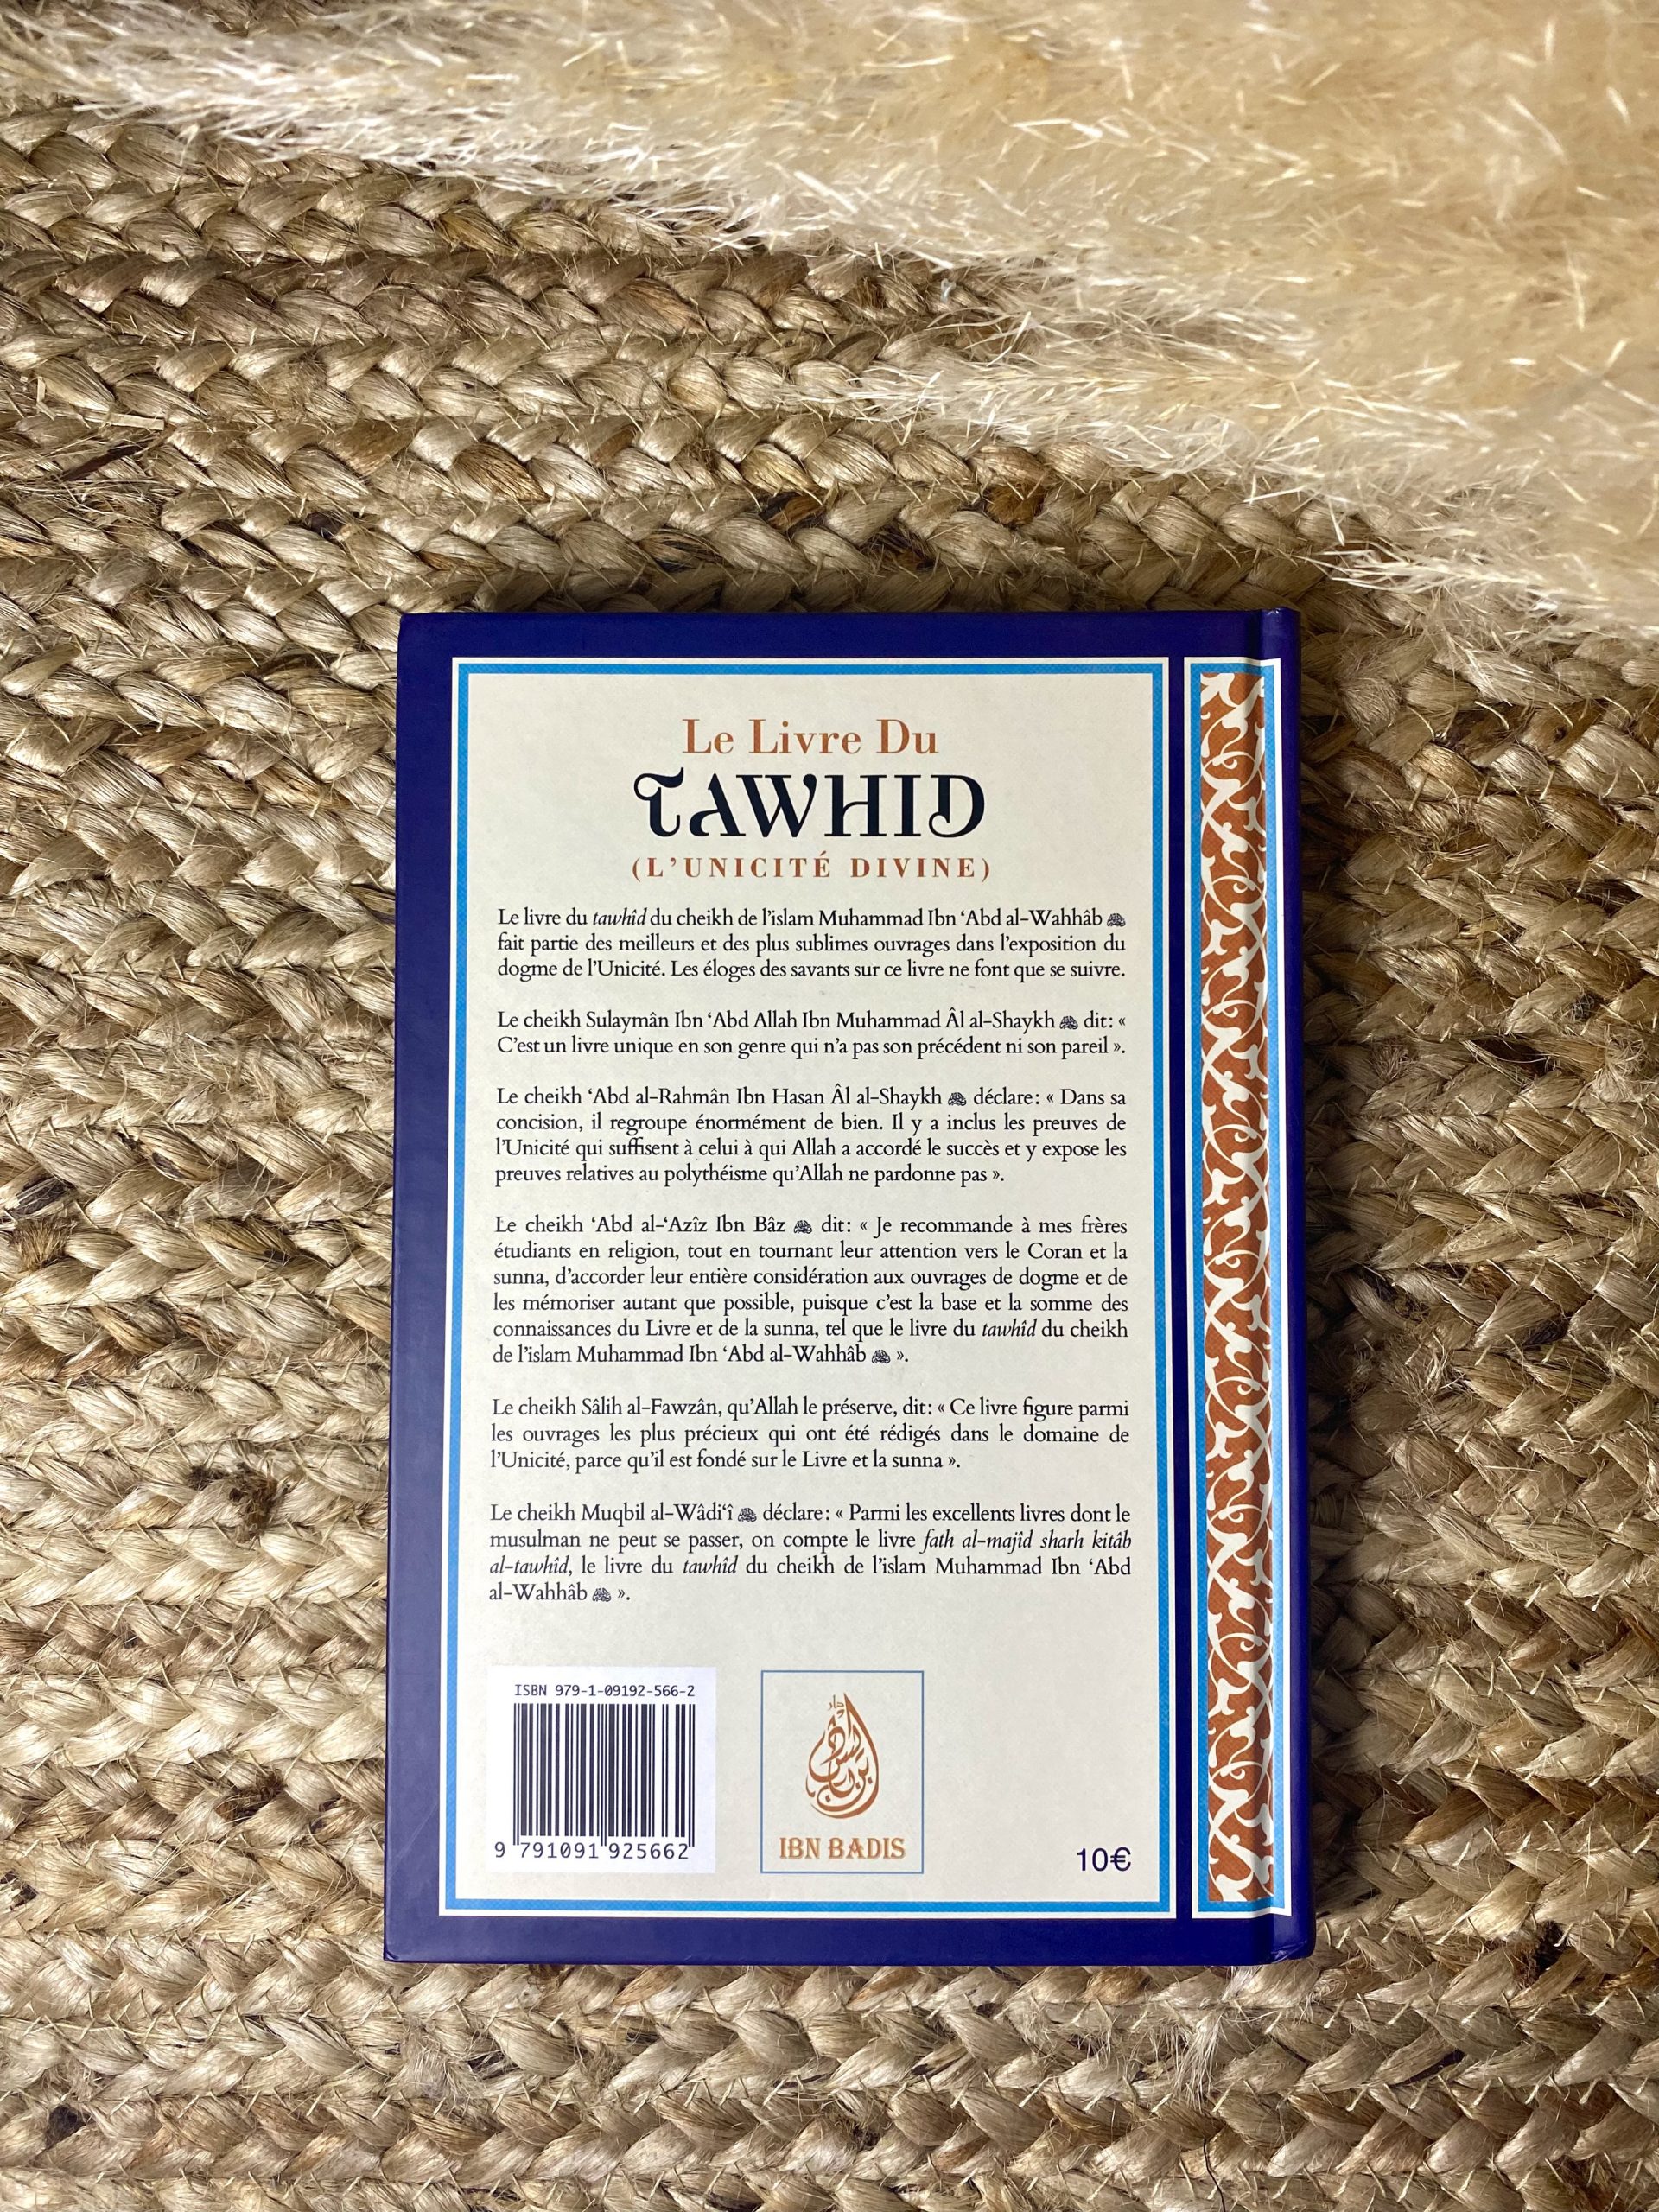 Le Livre Du
TAWHID
(L'UNICITÉ DIVINE)
Le livre du tawhîd du cheikh de l'islam Muhammad Ibn ‘Abd al-Wahhâb
fait partie des meilleurs et des plus sublimes ouvrages dans l'exposition du
dogme de l'Unicité. Les éloges des savants sur ce livre ne font que se suivre.
Le cheikh Sulaymân Ibn ‘Abd Allah Ibn Muhammad Âl al-Shaykh dit: «
C'est un livre unique en son genre qui n'a pas son précédent ni son pareil ».
Le cheikh ‘Abd al-Rahmân Ibn Hasan Âl al-Shaykh déclare: « Dans sa
concision, il regroupe énormément de bien. Il y a inclus les preuves de
l'Unicité qui suffisent à celui à qui Allah a accordé le succès et y expose les
preuves relatives au polythéisme qu'Allah ne pardonne pas ».
Le cheikh ‘Abd al-‘Azîz Ibn Bâz dit: « Je recommande à mes frères
étudiants en religion, tout en tournant leur attention vers le Coran et la
sunna, d'accorder leur entière considération aux ouvrages de dogme et de
les mémoriser autant que possible, puisque c'est la base et la somme des
connaissances du Livre et de la sunna, tel que le livre du tawhîd du cheikh
de l'islam Muhammad Ibn ‘Abd al-Wahhâb ».
Le cheikh Sâlih al-Fawzân, qu'Allah le préserve, dit: « Ce livre figure parmi
les ouvrages les plus précieux qui ont été rédigés dans le domaine de
l'Unicité, parce qu'il est fondé sur le Livre et la sunna ».
Le cheikh Muqbil al-Wâdi‘î déclare: « Parmi les excellents livres dont le
musulman ne peut se passer, on compte le livre fath al-majîd sharh kitâb
al-tawhîd, le livre du tawhîd du cheikh de l'islam Muhammad Ibn ‘Abd
al-Wahhâb ».
ISBN 979-1-09192-566-2
9 791091 925662
دار
ابن باديس
IBN BADIS
10€